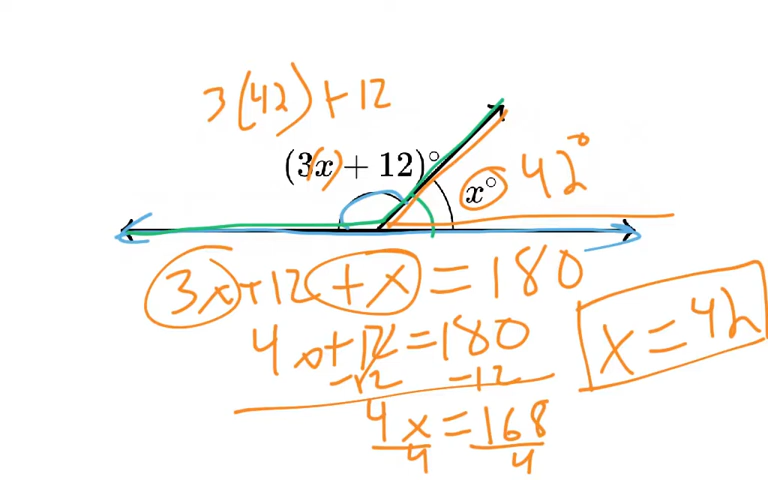 3(42)+12
(3x + 12)°
x° 42°
3x+12+x=180
4x+12=180
-12 -12
4x=168
4 4
x=42